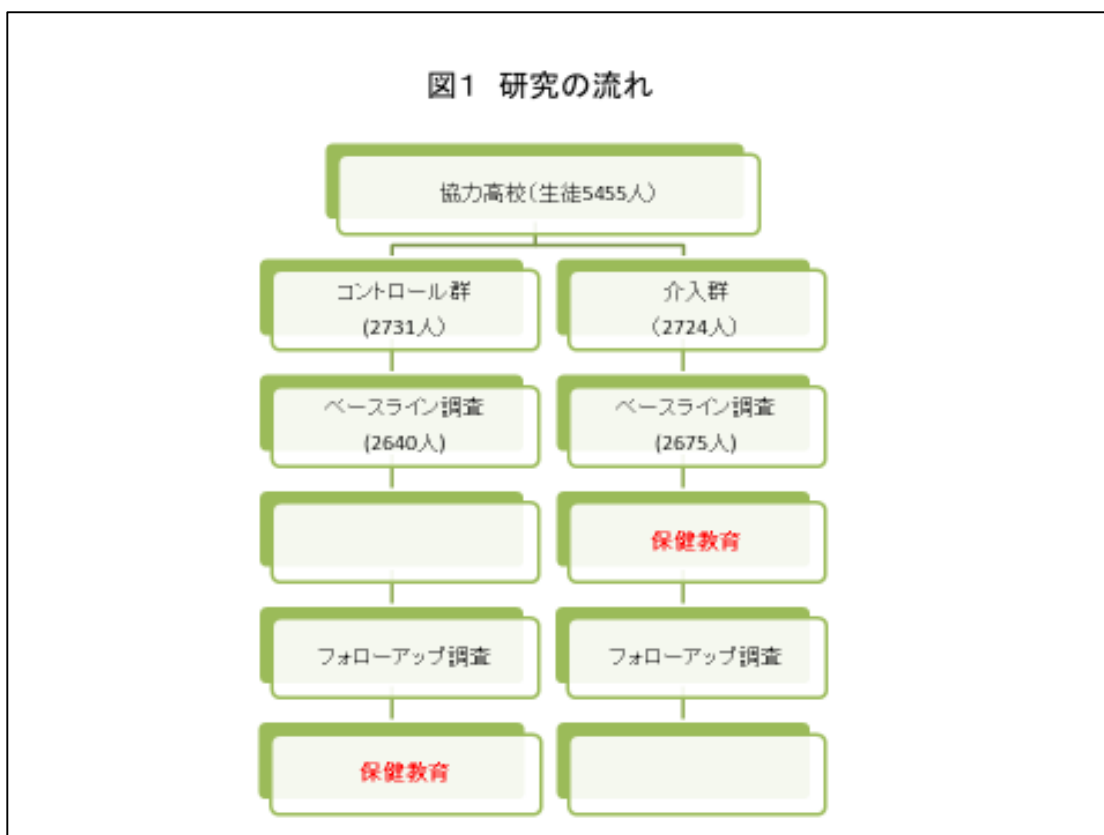 図1 研究の流れ
協力高校(生徒5455人)
コントロール群
(2731人)
介入群
(2724人)
ベースライン調査
(2640人)
ベースライン調査
(2675人)
保健教育
フォローアップ調査
フォローアップ調査
保健教育